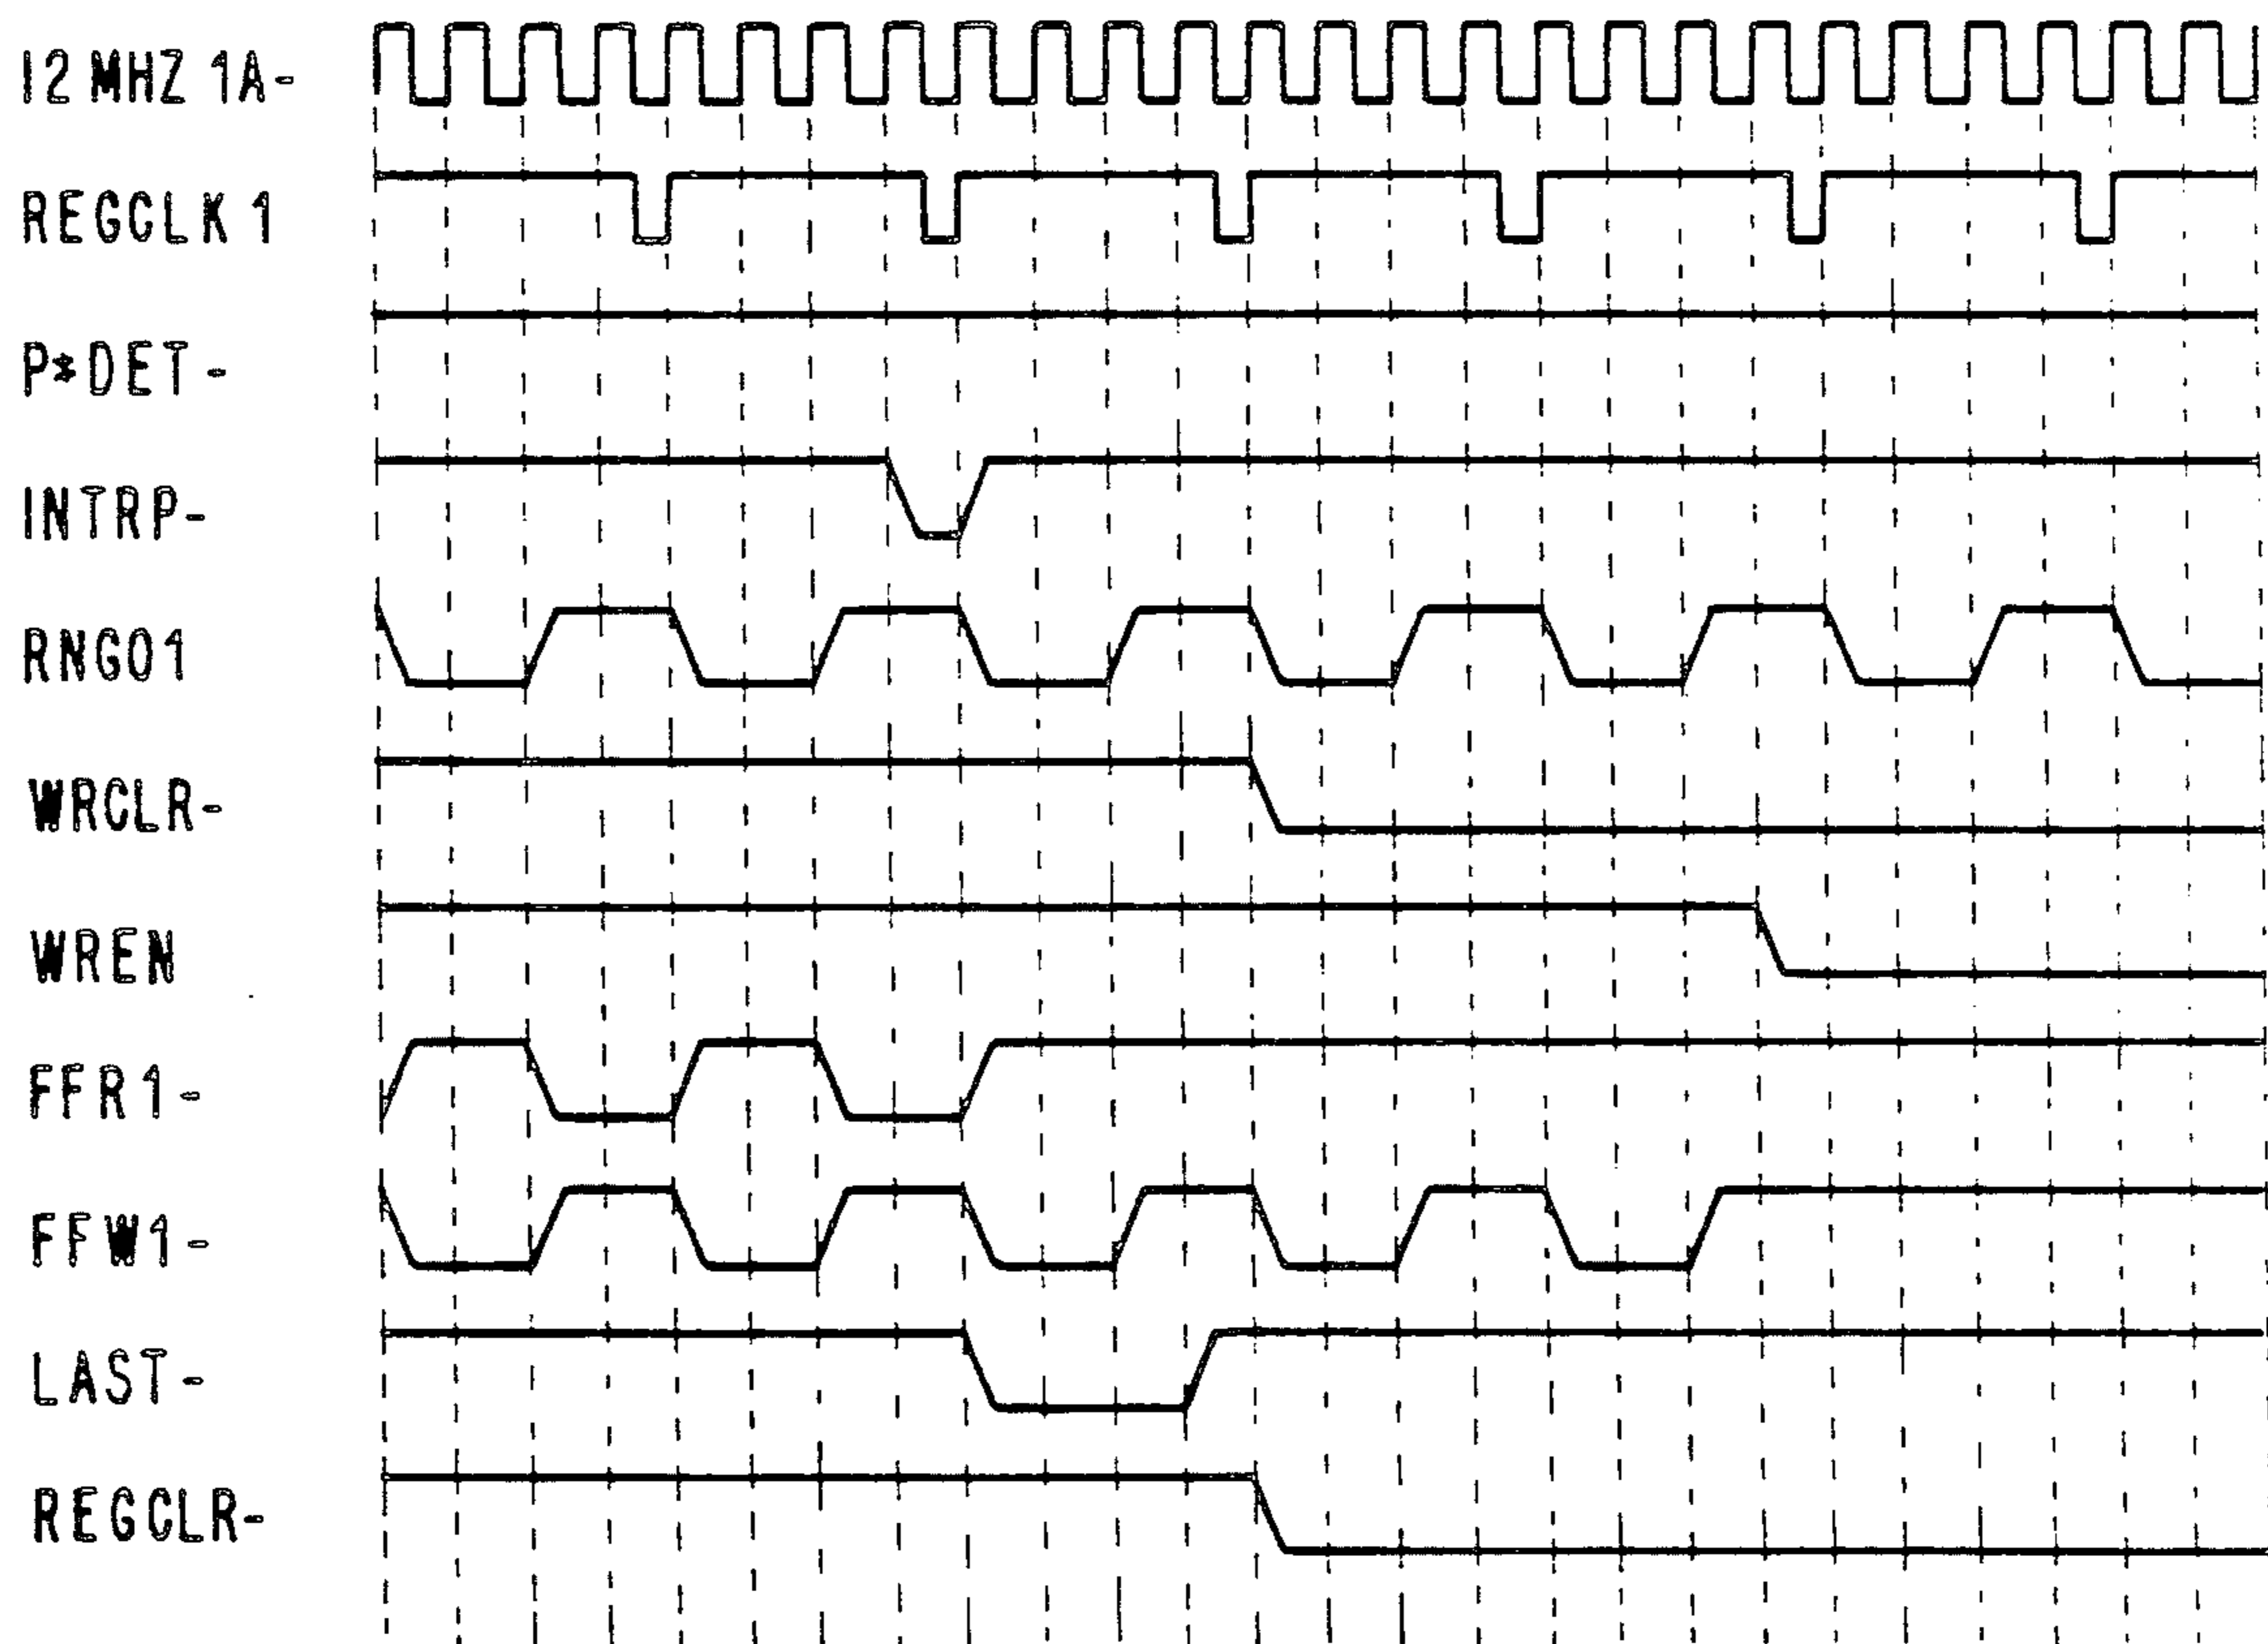 12 MHZ 1A-
REGCLK 1
P*DET-
INTRP-
RNG01
WRCLR-
WREN
FFR1-
FFW1-
LAST-
REGCLR-